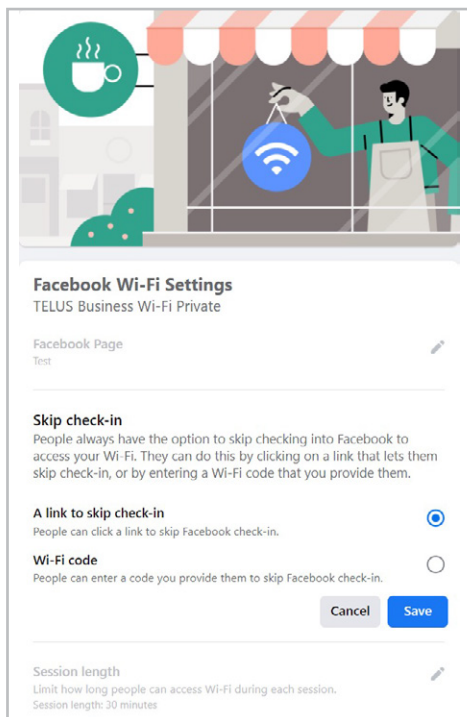 Facebook Wi-Fi Settings
TELUS Business Wi-Fi Private
Facebook Page
Test
Skip check-in
People always have the option to skip checking into Facebook to
access your Wi-Fi. They can do this by clicking on a link that lets them
skip check-in, or by entering a Wi-Fi code that you provide them.
A link to skip check-in
People can click a link to skip Facebook check-in.
Wi-Fi code
People can enter a code you provide them to skip Facebook check-in.
Cancel Save
Session length
Limit how long people can access Wi-Fi during each session.
Session length: 30 minutes